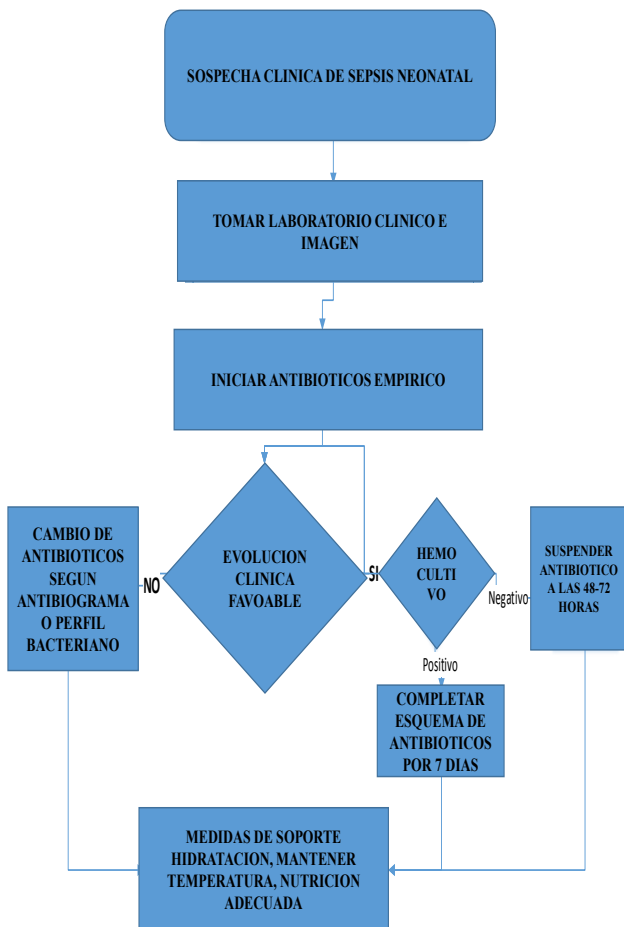 SOSPECHA CLINICA DE SEPSIS NEONATAL
TOMAR LABORATORIO CLINICO E
IMAGEN
INICIAR ANTIBIOTICOS EMPIRICO
CAMBIO DE
ANTIBIOTICOS
SEGUN
ANTIBIOGRAMA
O PERFIL
BACTERIANO
NO
EVOLUCION
CLINICA
FAVOABLE
SI
HEMO
CULTI
VO
Negativo
SUSPENDER
ANTIBIOTICO
A LAS 48-72
HORAS
Positivo
COMPLETAR
ESQUEMA DE
ANTIBIOTICOS
POR 7 DIAS
MEDIDAS DE SOPORTE
HIDRATACION, MANTENER
TEMPERATURA, NUTRICION
ADECUADA